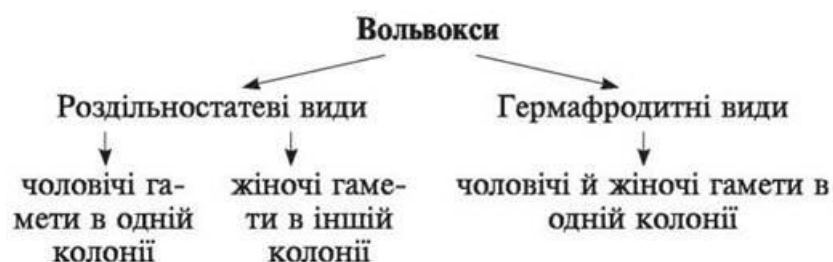 Вольвокси
Роздільностатеві види
Гермафродитні види
чоловічі га-
мети в одній
колонії
жіночі гаме-
ти в іншій
колонії
чоловічі й жіночі гамети в
одній колонії